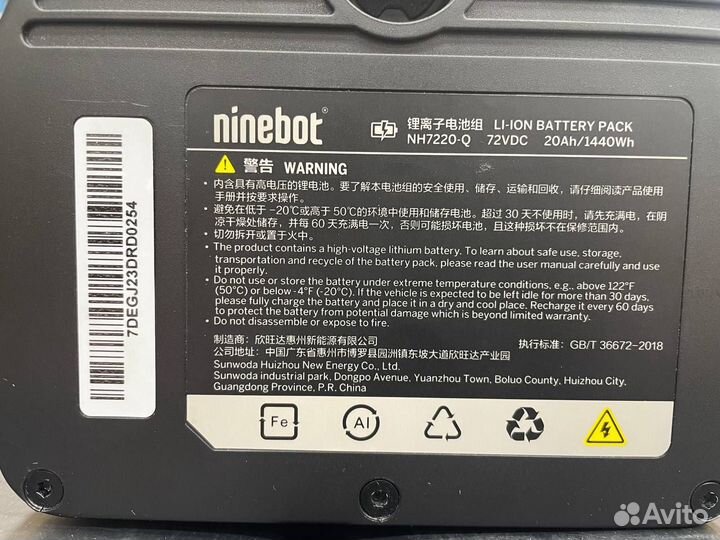 7DEGJ23DRD0254
ninebot®
锂离子电池组 LI-ION BATTERY PACK
NH7220-Q 72VDC 20Ah/1440Wh
警告 WARNING
• 内含具有高电压的锂电池。要了解本电池组的安全使用、储存、运输和回收，请仔细阅读产品使用
手册并按要求操作。
• 避免在低于 -20℃或高于 50℃的环境中使用和储存电池。超过 30 天不使用时，请先充满电，在阴
凉干燥处储存，并每 60 天充满电一次，否则可能损坏电池，且这种损坏不在保修范围内。
• 切勿拆开或置于火中。
• The product contains a high-voltage lithium battery. To learn about safe use, storage,
transportation and recycle of the battery pack, please read the user manual carefully and use
it properly.
• Do not use or store the battery under extreme temperature conditions, e.g., above 122°F
(50°C) or below -4°F (-20°C). If the vehicle is expected to be left idle for more than 30 days,
please fully charge the battery and place it in a dry and cool place. Recharge it every 60 days
to protect the battery from potential damage which is beyond limited warranty.
• Never disassemble or expose to fire.
制造商：欣旺达惠州新能源有限公司 执行标准：GB/T 36672-2018
公司地址：中国广东省惠州市博罗县园洲镇东坡大道欣旺达产业园
Sunwoda Huizhou New Energy Co., Ltd.
Sunwoda industrial park, Dongpo Avenue, Yuanzhou Town, Boluo County, Huizhou City,
Guangdong Province, P.R. China
Fe Al
Avito